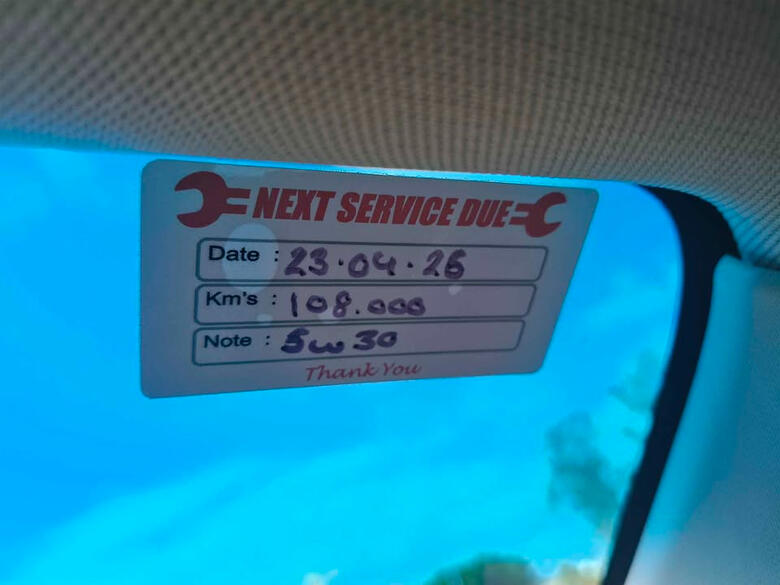 NEXT SERVICE DUE
Date : 23.04.26
Km's : 108.000
Note : 5w30
Thank You